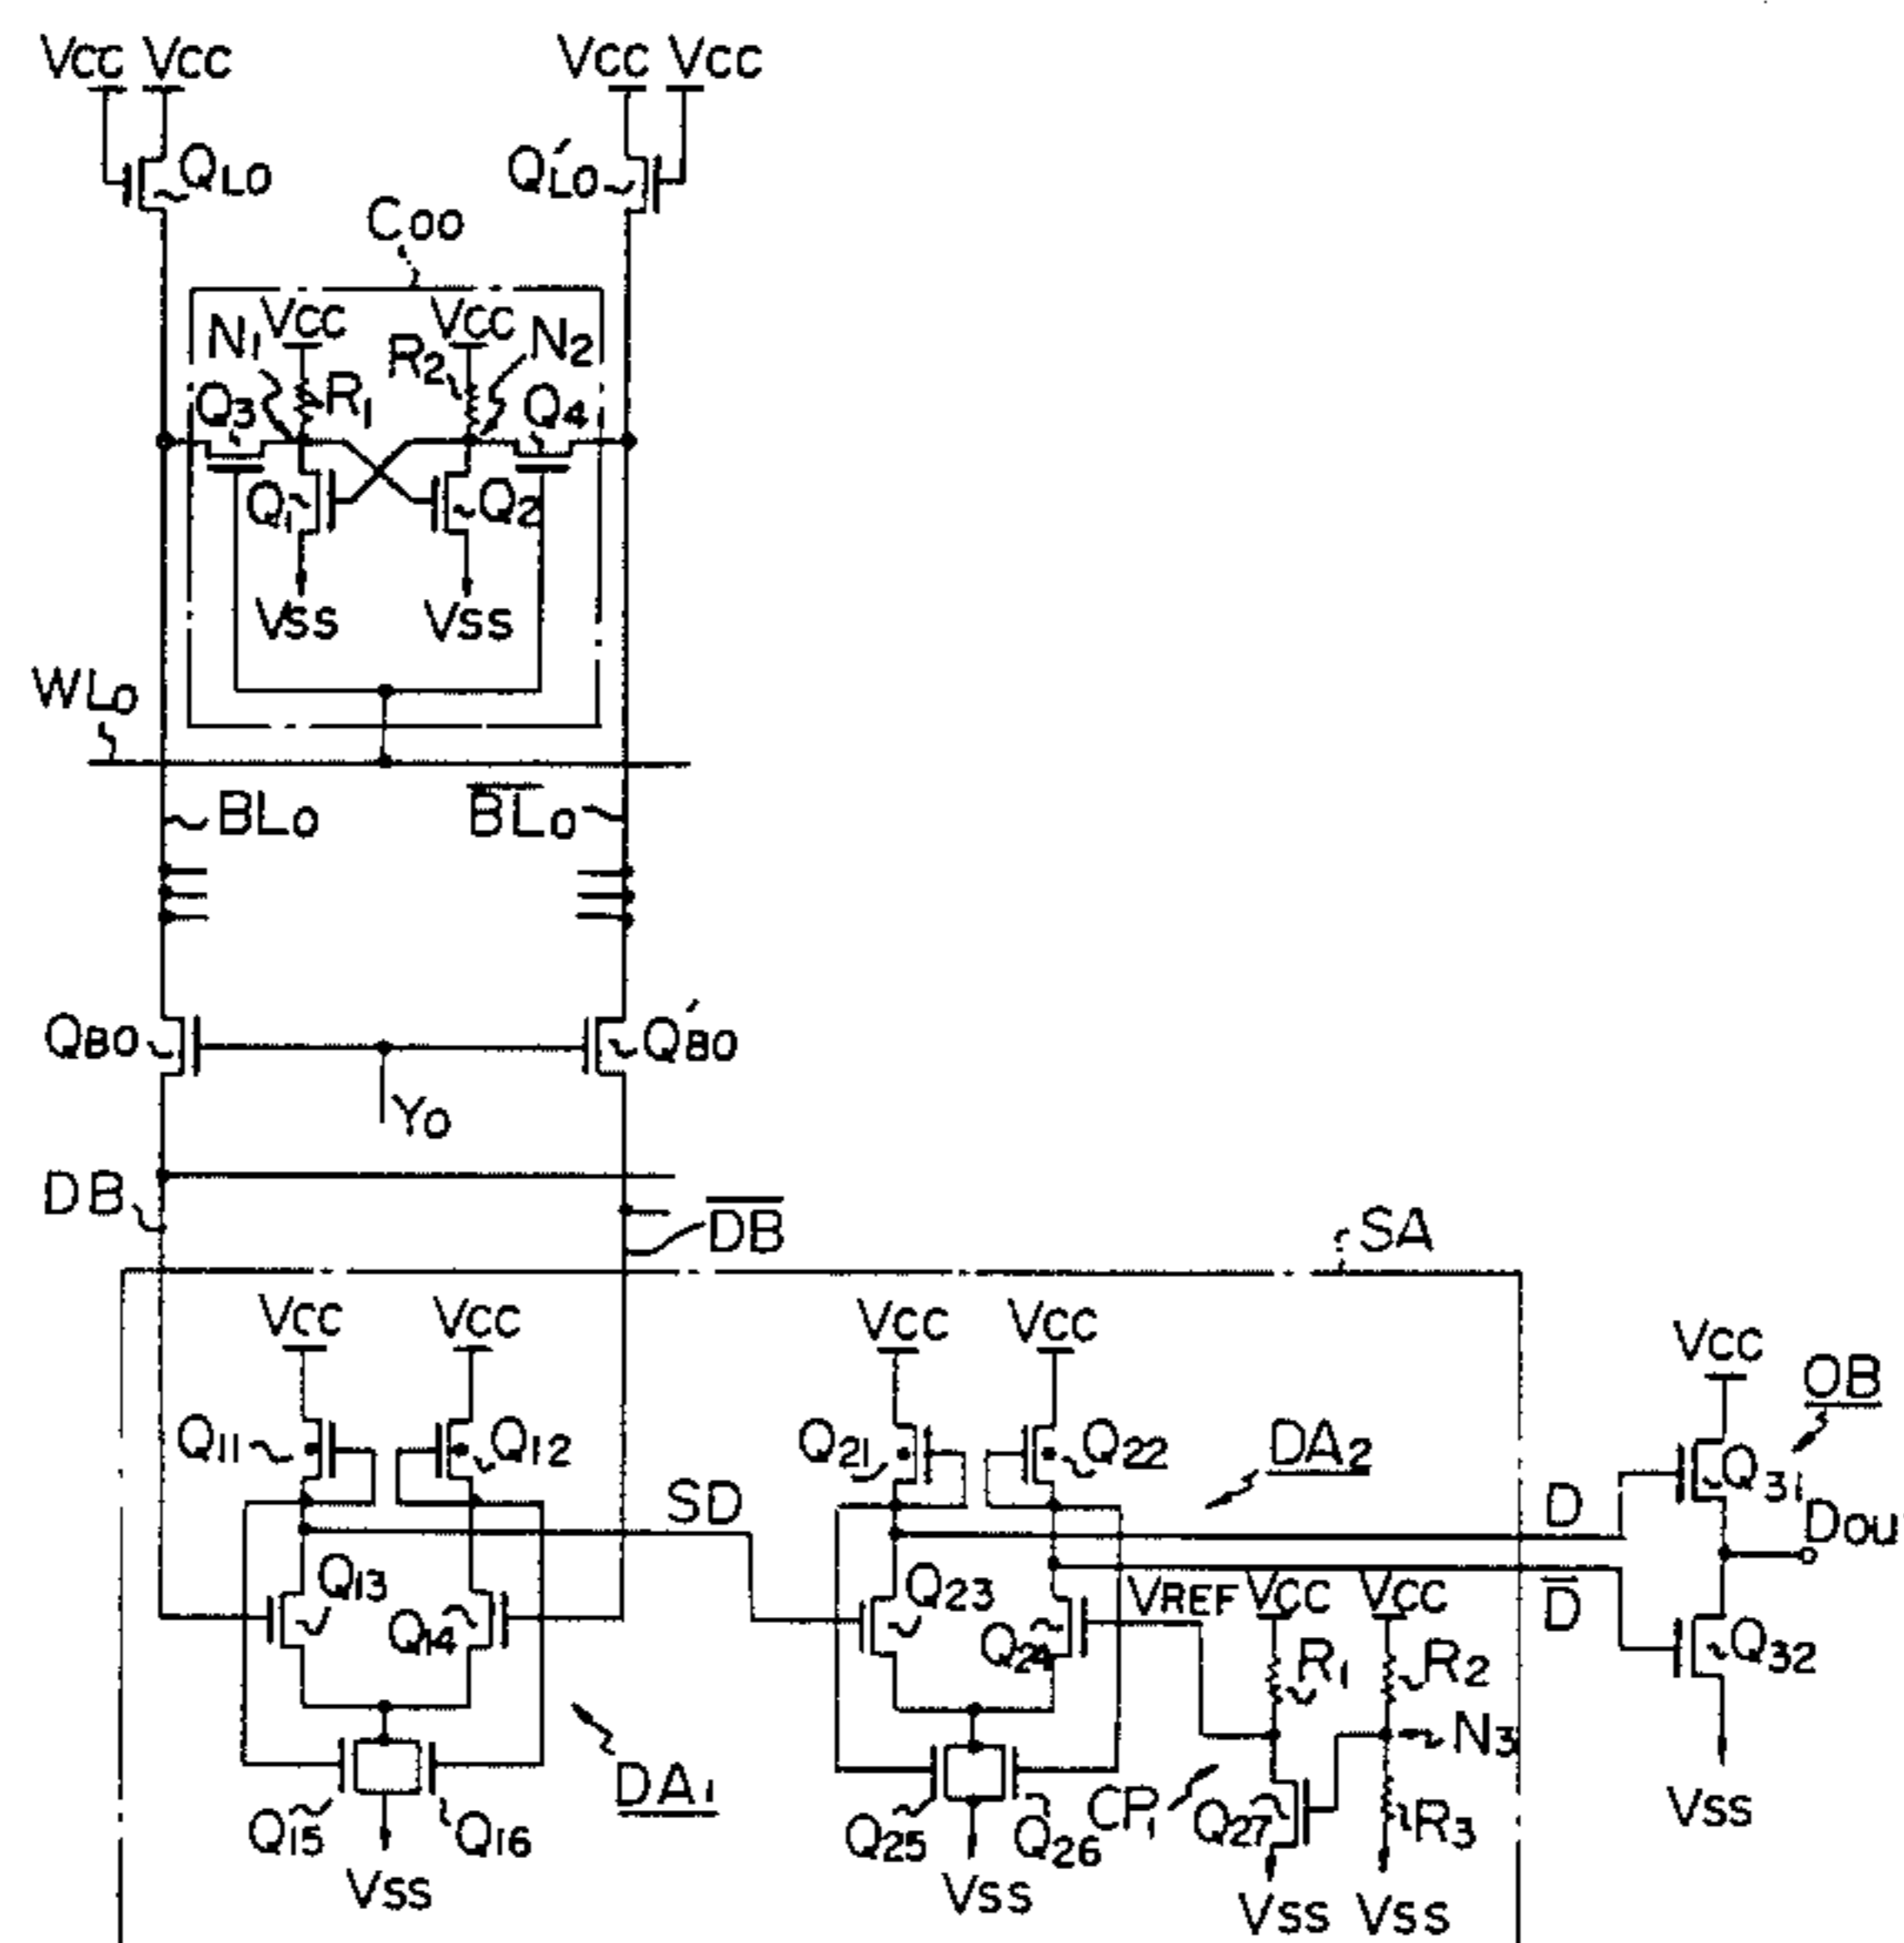 Vcc Vcc Vcc Vcc
QL0 Q'L0
C00
N1 Vcc Vcc N2
R2
Q3 R1 Q4
Q1 Q2
Vss Vss
WL0
BL0 BL0
QB0 Q'B0
Y0
DB DB
SA
Vcc Vcc Vcc Vcc Vcc
OB
Q11 Q12 Q21 Q22 DA2 Q31
SD D Dou
Q13 Q23 VREF Vcc Vcc D
Q14 Q24 R1 R2 Q32
N3
DA1 CP1 Q27 R3 Vss
Q15 Q16 Q25 Q26
Vss Vss Vss Vss